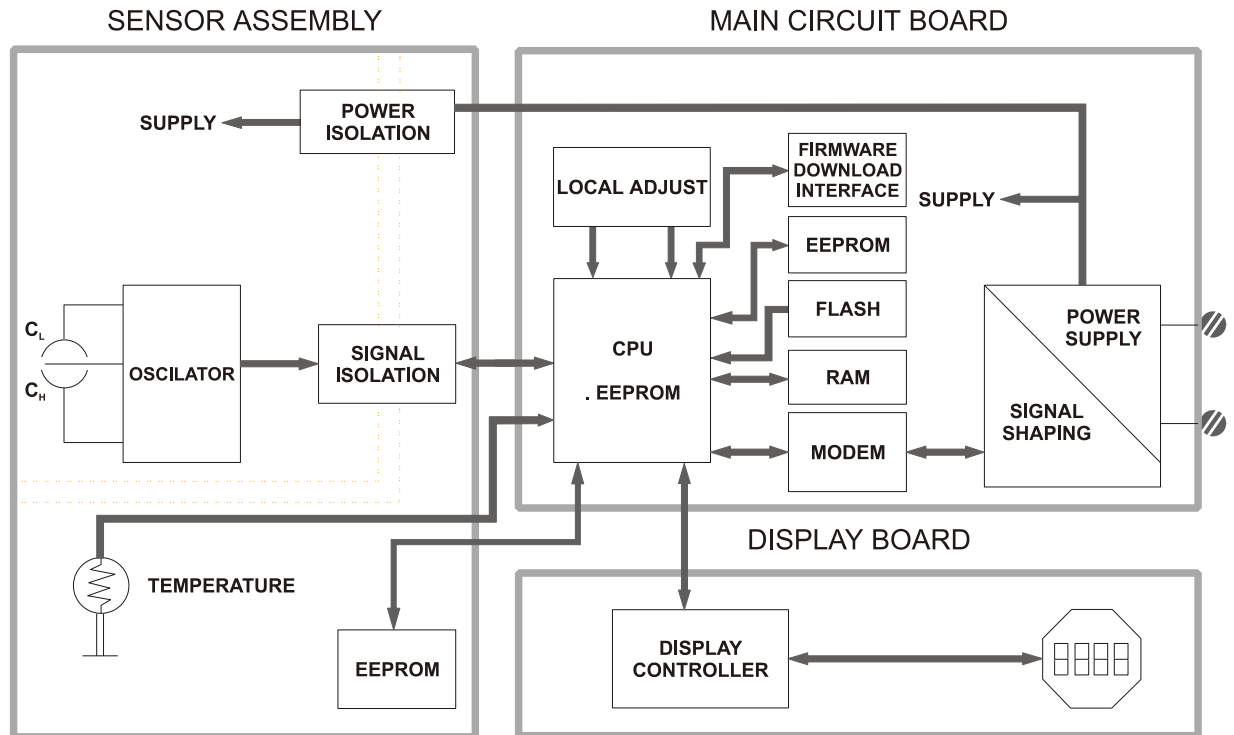 SENSOR ASSEMBLY
MAIN CIRCUIT BOARD
POWER
ISOLATION
SUPPLY
LOCAL ADJUST
FIRMWARE
DOWNLOAD
INTERFACE
SUPPLY
EEPROM
FLASH
RAM
MODEM
CPU
. EEPROM
POWER
SUPPLY
SIGNAL
SHAPING
CL
CH
OSCILATOR
SIGNAL
ISOLATION
TEMPERATURE
EEPROM
DISPLAY BOARD
DISPLAY
CONTROLLER
8888